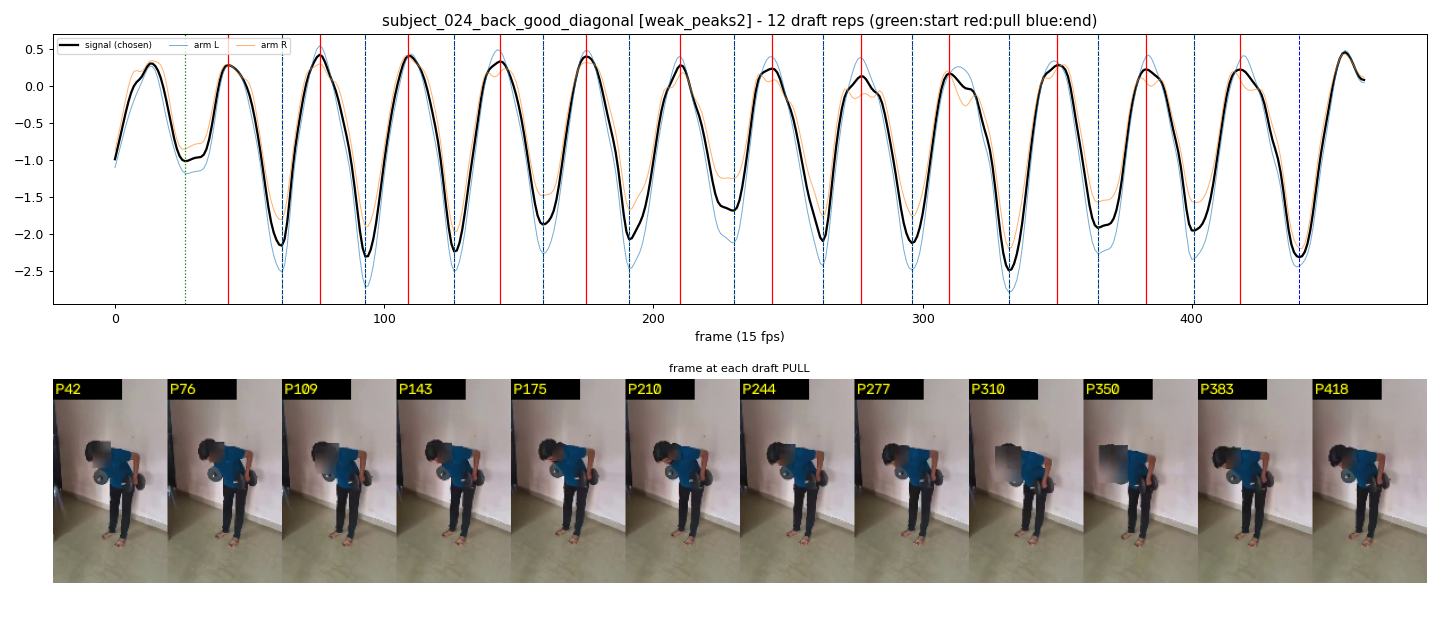 subject_024_back_good_diagonal [weak_peaks2] - 12 draft reps (green:start red:pull blue:end)
signal (chosen) arm L arm R
0.5
0.0
−0.5
−1.0
−1.5
−2.0
−2.5
0 100 200 300 400
frame (15 fps)
frame at each draft PULL
P42 P76 P109 P143 P175 P210 P244 P277 P310 P350 P383 P418